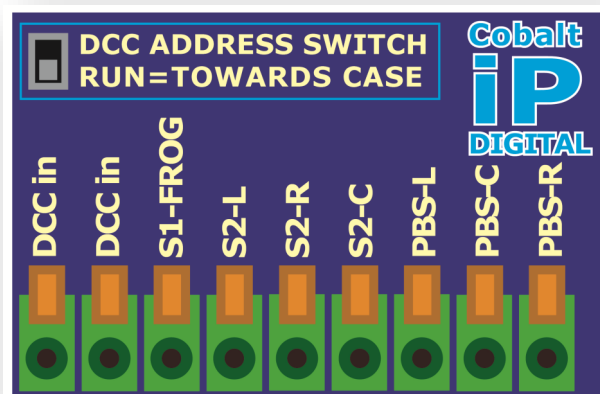 DCC ADDRESS SWITCH
RUN=TOWARDS CASE
Cobalt
iP
DIGITAL
DCC in
DCC in
S1-FROG
S2-L
S2-R
S2-C
PBS-L
PBS-C
PBS-R